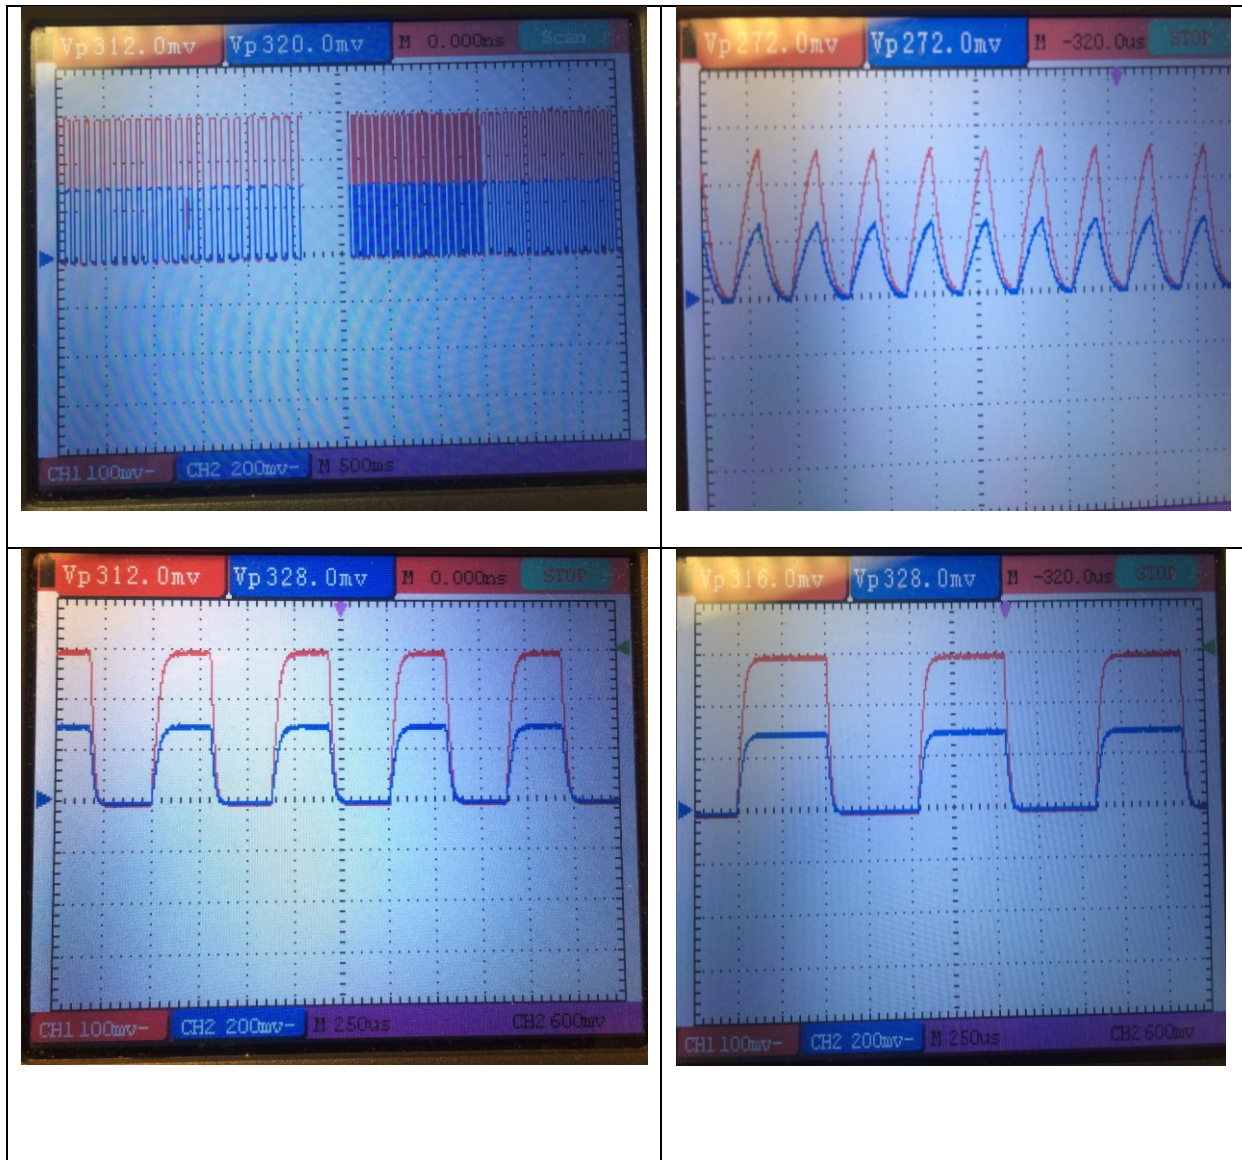 Vp312.0mv Vp320.0mv M 0.000ns Scan
CH1 100mv- CH2 200mv- M 500ms
Vp272.0mv Vp272.0mv M -320.0us STOP
Vp312.0mv Vp328.0mv M 0.000ns STOP
CH1 100mv- CH2 200mv- M 250us CH2 600mv
Vp316.0mv Vp328.0mv M -320.0us STOP
CH1 100mv- CH2 200mv- M 250us CH2 600mv